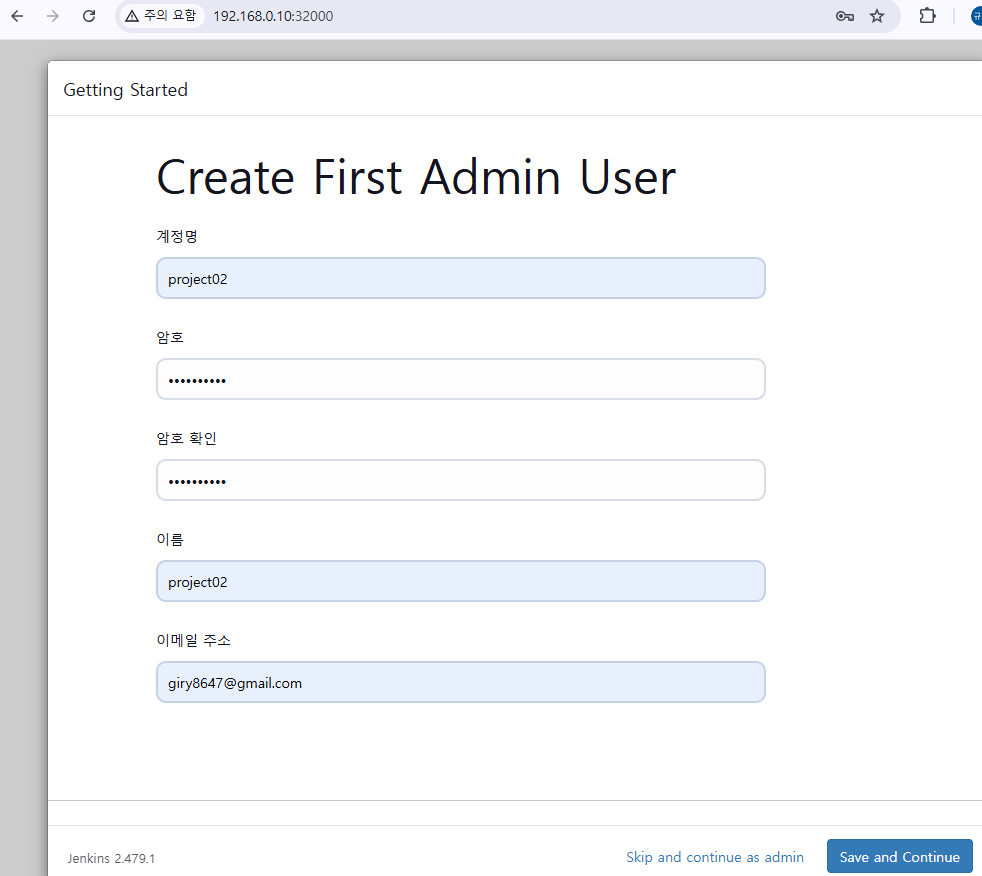 주의 요함 192.168.0.10:32000
규
Getting Started
Create First Admin User
계정명
project02
암호
••••••••••
암호 확인
••••••••••
이름
project02
이메일 주소
giry8647@gmail.com
Jenkins 2.479.1 Skip and continue as admin Save and Continue